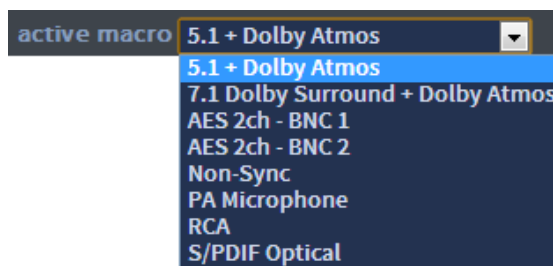 active macro 5.1 + Dolby Atmos
5.1 + Dolby Atmos
7.1 Dolby Surround + Dolby Atmos
AES 2ch - BNC 1
AES 2ch - BNC 2
Non-Sync
PA Microphone
RCA
S/PDIF Optical